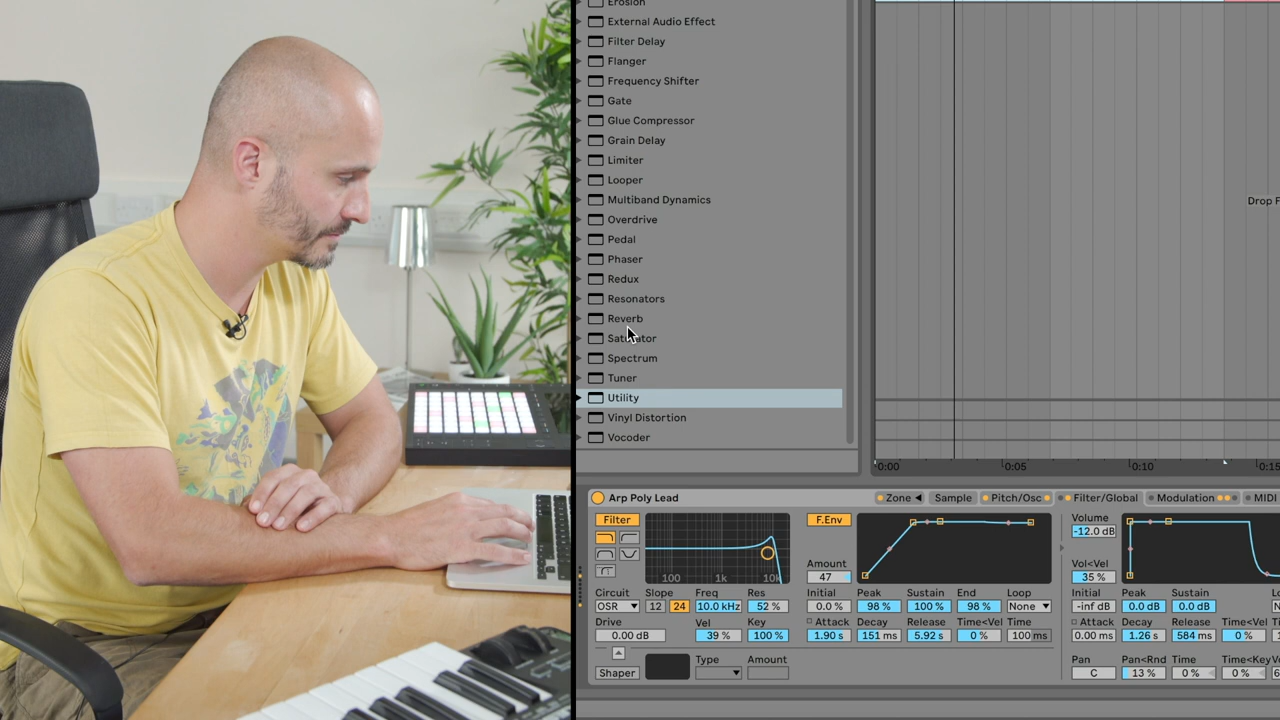 Erosion
External Audio Effect
Filter Delay
Flanger
Frequency Shifter
Gate
Glue Compressor
Grain Delay
Limiter
Looper
Multiband Dynamics
Overdrive
Pedal
Phaser
Redux
Resonators
Reverb
Saturator
Spectrum
Tuner
Utility
Vinyl Distortion
Vocoder
Drop F
0:00 0:05 0:10 0:15
Arp Poly Lead Zone Sample Pitch/Osc Filter/Global Modulation MIDI
Filter F.Env Volume
-12.0 dB
100 1k 10k Amount Vol<Vel
47 35 %
Circuit Slope Freq Res Initial Peak Sustain End Loop Initial Peak Sustain
OSR 12 24 10.0 kHz 52 % 0.0 % 98 % 100 % 98 % None -inf dB 0.0 dB 0.0 dB
Drive Vel Key Attack Decay Release Time<Vel Time Attack Decay Release Time<Vel
0.00 dB 39 % 100 % 1.90 s 151 ms 5.92 s 0 % 100 ms 0.00 ms 1.26 s 584 ms 0 %
Type Amount Pan Pan<Rnd Time Time<Key
Shaper C 13 % 0 % 0 %